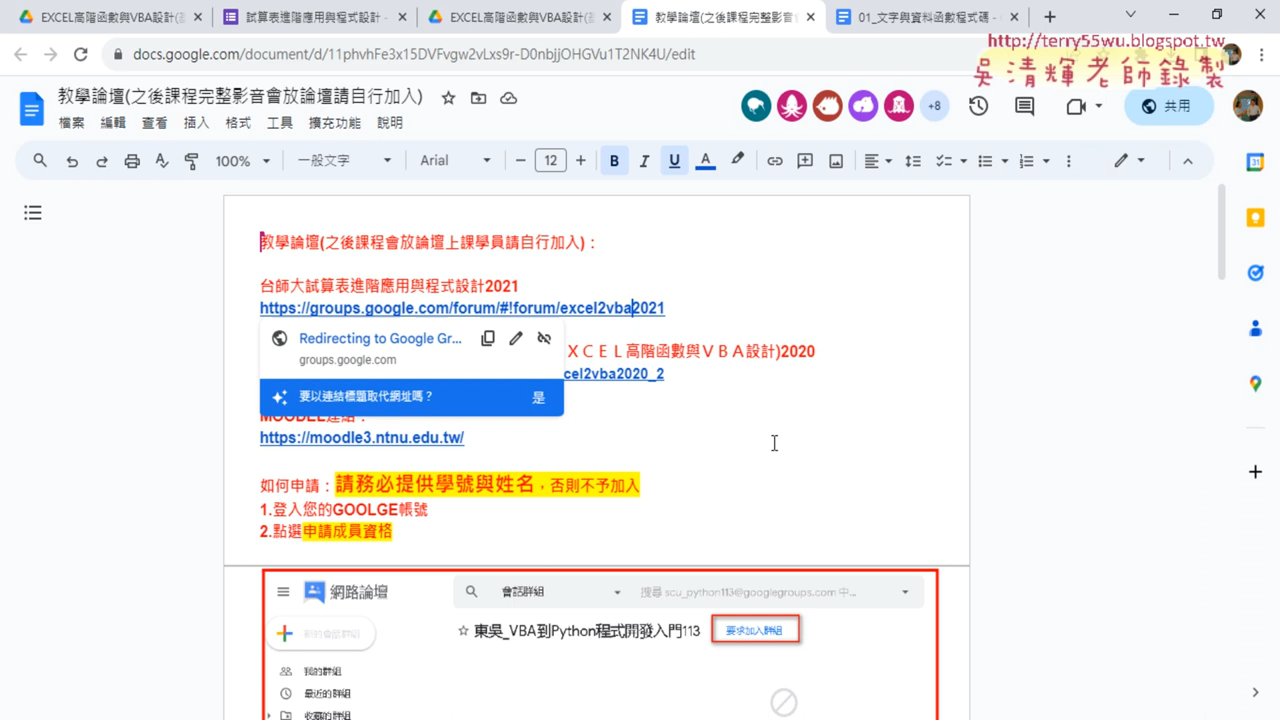 EXCEL高階函數與VBA設計(
試算表進階應用與程式設計 -
EXCEL高階函數與VBA設計(
教學論壇(之後課程完整影音會
01_文字與資料函數程式碼 -
docs.google.com/document/d/11phvhFe3x15DVFvgw2vLxs9r-D0nbjjOHGVu1T2NK4U/edit
http://terry55wu.blogspot.tw
吳清輝老師錄製
教學論壇(之後課程完整影音會放論壇請自行加入)
檔案 編輯 查看 插入 格式 工具 擴充功能 說明
+8
共用
100% 一般文字 Arial 12 B I U A
教學論壇(之後課程會放論壇上課學員請自行加入)：
台師大試算表進階應用與程式設計2021
https://groups.google.com/forum/#!forum/excel2vba2021
Redirecting to Google Gr...
groups.google.com
ＸＣＥＬ高階函數與ＶＢＡ設計)2020
cel2vba2020_2
要以連結標題取代網址嗎？ 是
https://moodle3.ntnu.edu.tw/
如何申請：請務必提供學號與姓名，否則不予加入
1.登入您的GOOLGE帳號
2.點選申請成員資格
網路論壇
會話群組
搜尋 scu_python113@googlegroups.com 中...
新的會話群組
東吳_VBA到Python程式開發入門113
要求加入群組
我的群組
最近的群組
收藏的群組